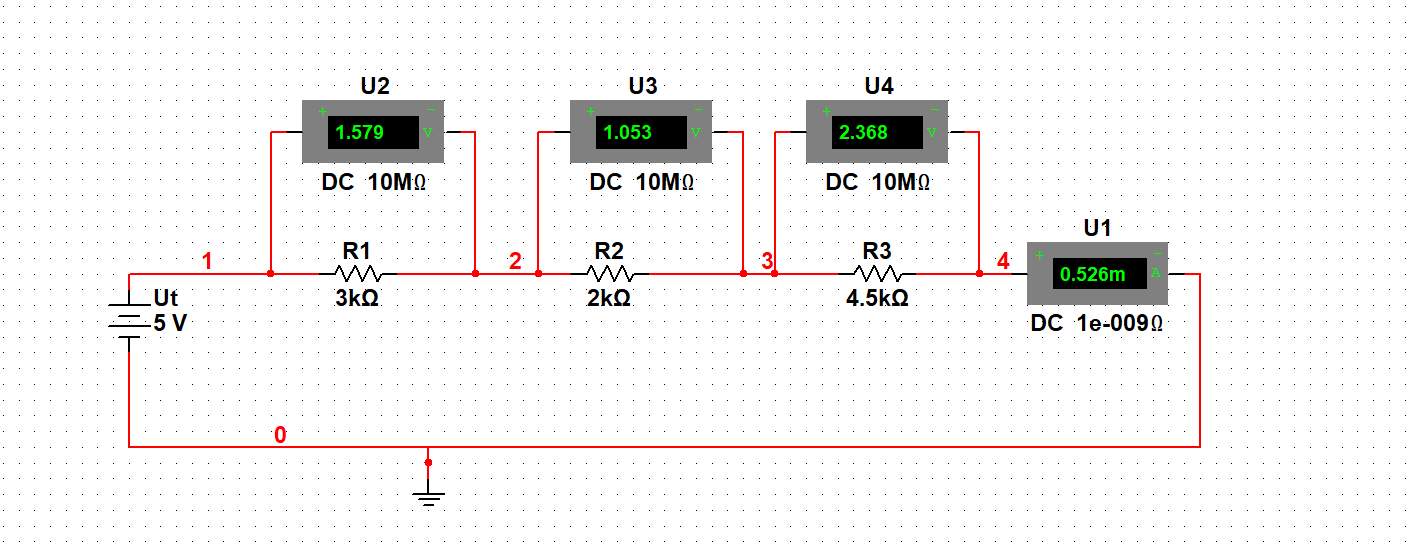 U2
+ −
1.579 V
DC 10MΩ
U3
+ −
1.053 V
DC 10MΩ
U4
+ −
2.368 V
DC 10MΩ
U1
+ −
0.526m A
DC 1e-009Ω
1
R1
3kΩ
2
R2
2kΩ
3
R3
4.5kΩ
4
Ut
5 V
0